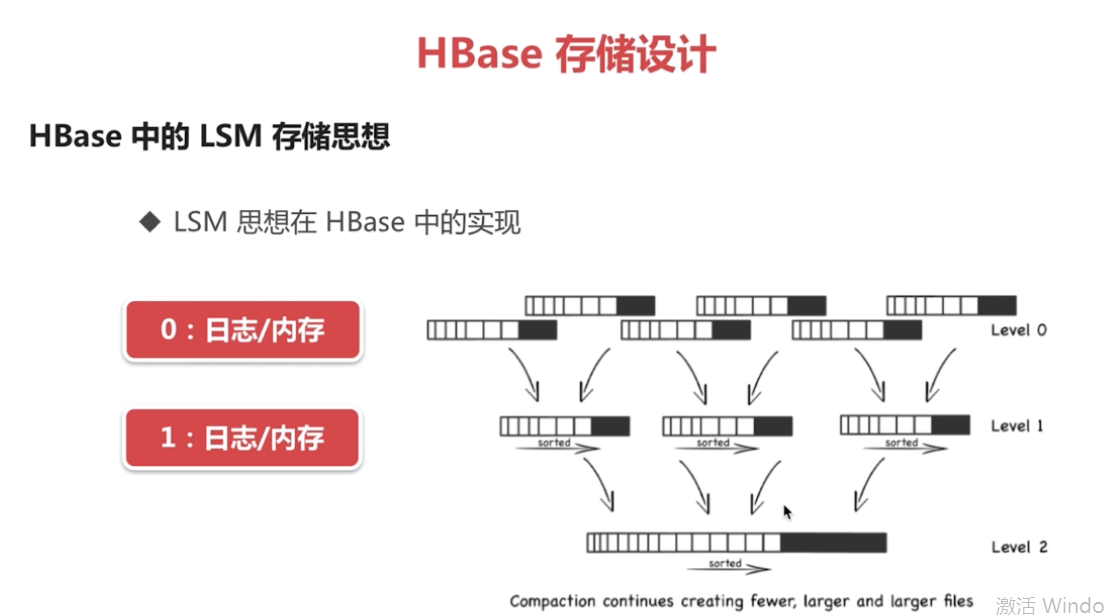 HBase 存储设计
HBase 中的 LSM 存储思想
◆ LSM 思想在 HBase 中的实现
0：日志/内存
1：日志/内存
Level 0
Level 1
sorted
sorted
sorted
Level 2
sorted
Compaction continues creating fewer, larger and larger files
激活 Windo